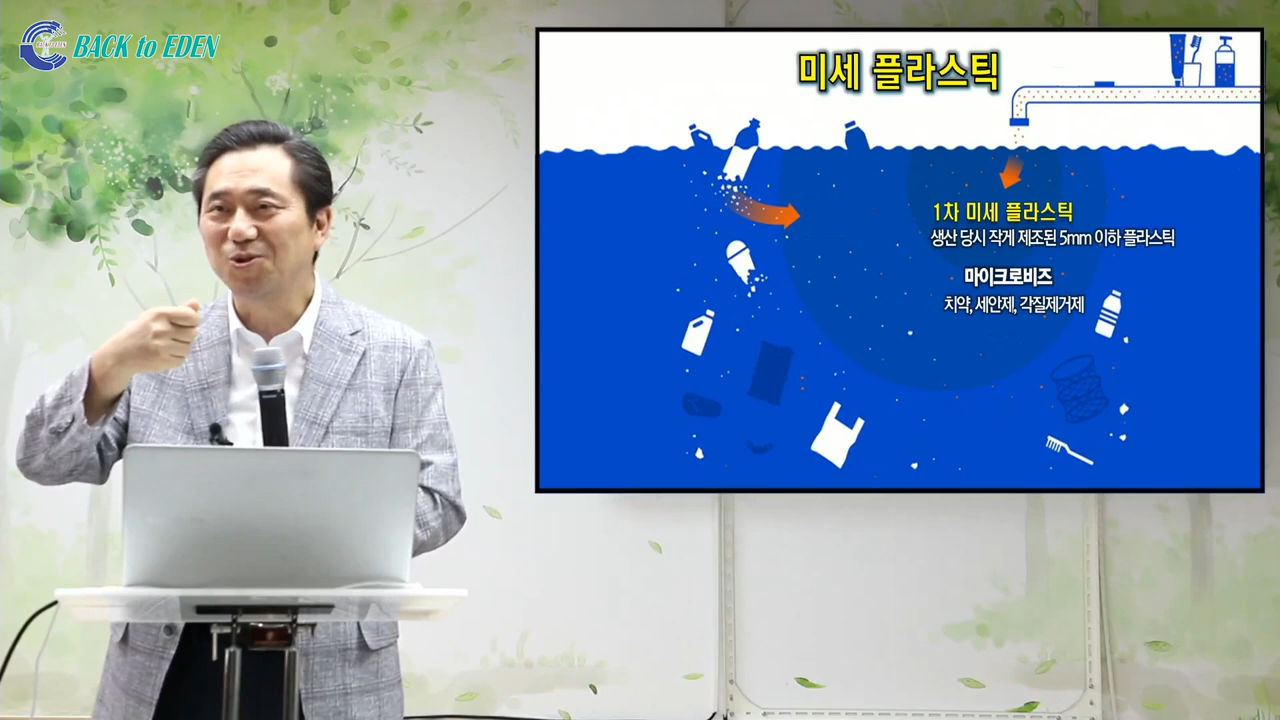 BACK to EDEN
미세 플라스틱
1차 미세 플라스틱
생산 당시 작게 제조된 5mm 이하 플라스틱
마이크로비즈
치약, 세안제, 각질제거제